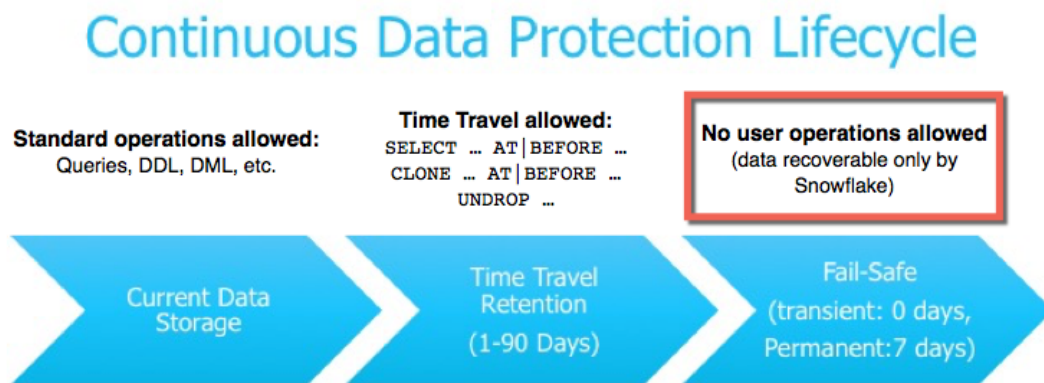 Continuous Data Protection Lifecycle
Standard operations allowed:
Queries, DDL, DML, etc.
Time Travel allowed:
SELECT … AT|BEFORE …
CLONE … AT|BEFORE …
UNDROP …
No user operations allowed
(data recoverable only by
Snowflake)
Current Data
Storage
Time Travel
Retention
(1-90 Days)
Fail-Safe
(transient: 0 days,
Permanent:7 days)